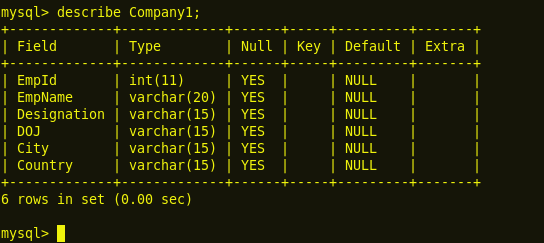 mysql> describe Company1;
+-------------+-------------+------+-----+---------+-------+
| Field       | Type        | Null | Key | Default | Extra |
+-------------+-------------+------+-----+---------+-------+
| EmpId       | int(11)     | YES  |     | NULL    |       |
| EmpName     | varchar(20) | YES  |     | NULL    |       |
| Designation | varchar(15) | YES  |     | NULL    |       |
| DOJ         | varchar(15) | YES  |     | NULL    |       |
| City        | varchar(15) | YES  |     | NULL    |       |
| Country     | varchar(15) | YES  |     | NULL    |       |
+-------------+-------------+------+-----+---------+-------+
6 rows in set (0.00 sec)
mysql>